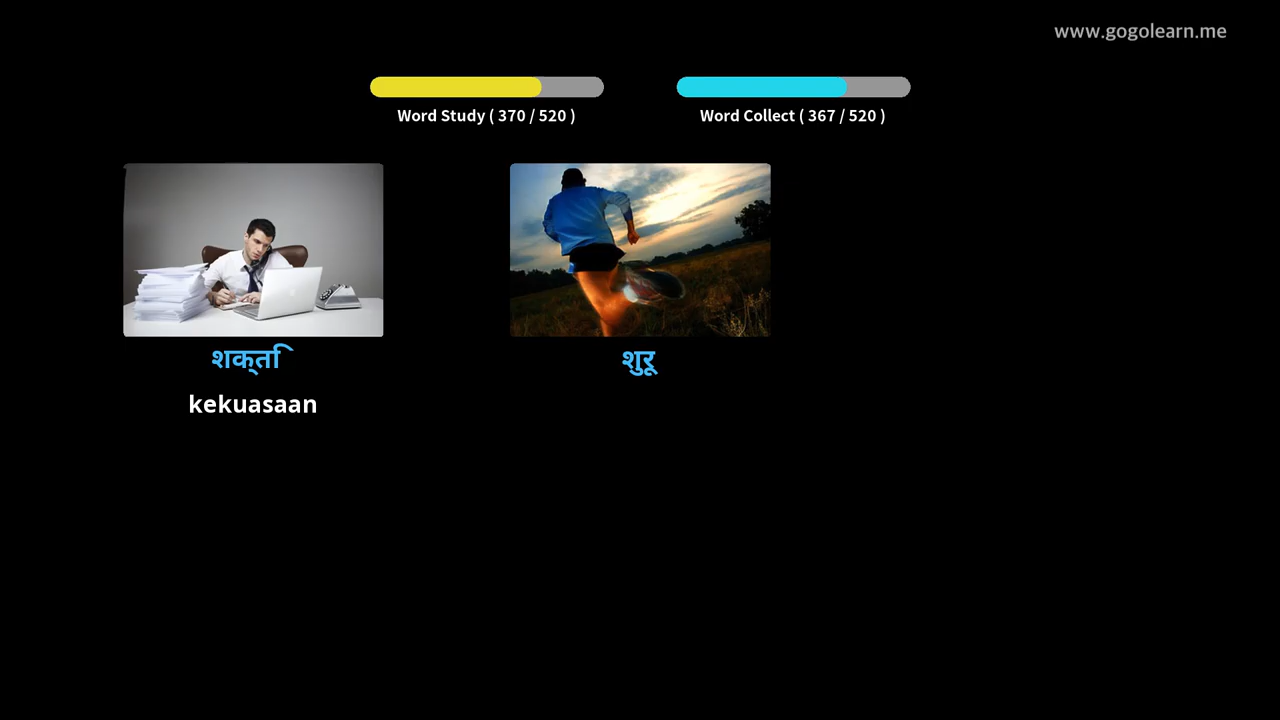 www.gogolearn.me
Word Study ( 370 / 520 )
Word Collect ( 367 / 520 )
शक्ति
शुरू
kekuasaan